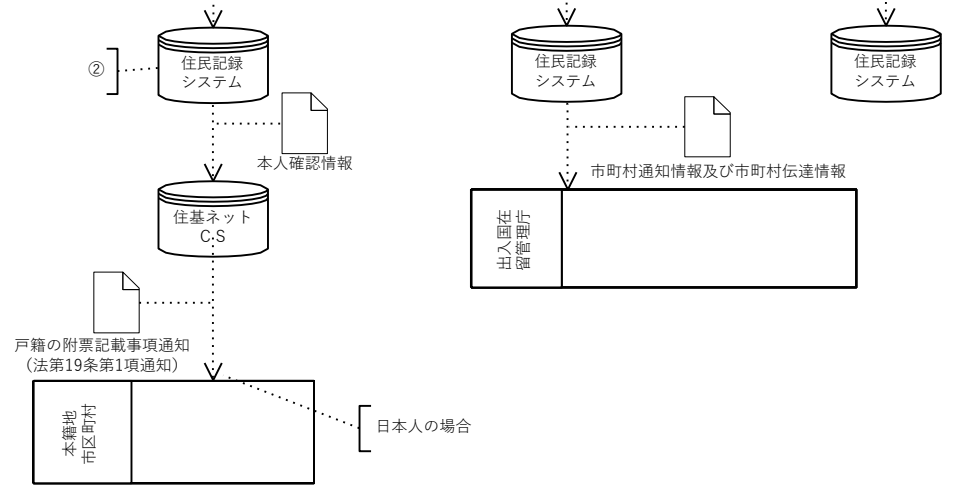 住民記録
システム
②
住民記録
システム
住民記録
システム
本人確認情報
市町村通知情報及び市町村伝達情報
住基ネット
CS
出入国在
留管理庁
戸籍の附票記載事項通知
（法第19条第1項通知）
本籍地
市区町村
日本人の場合